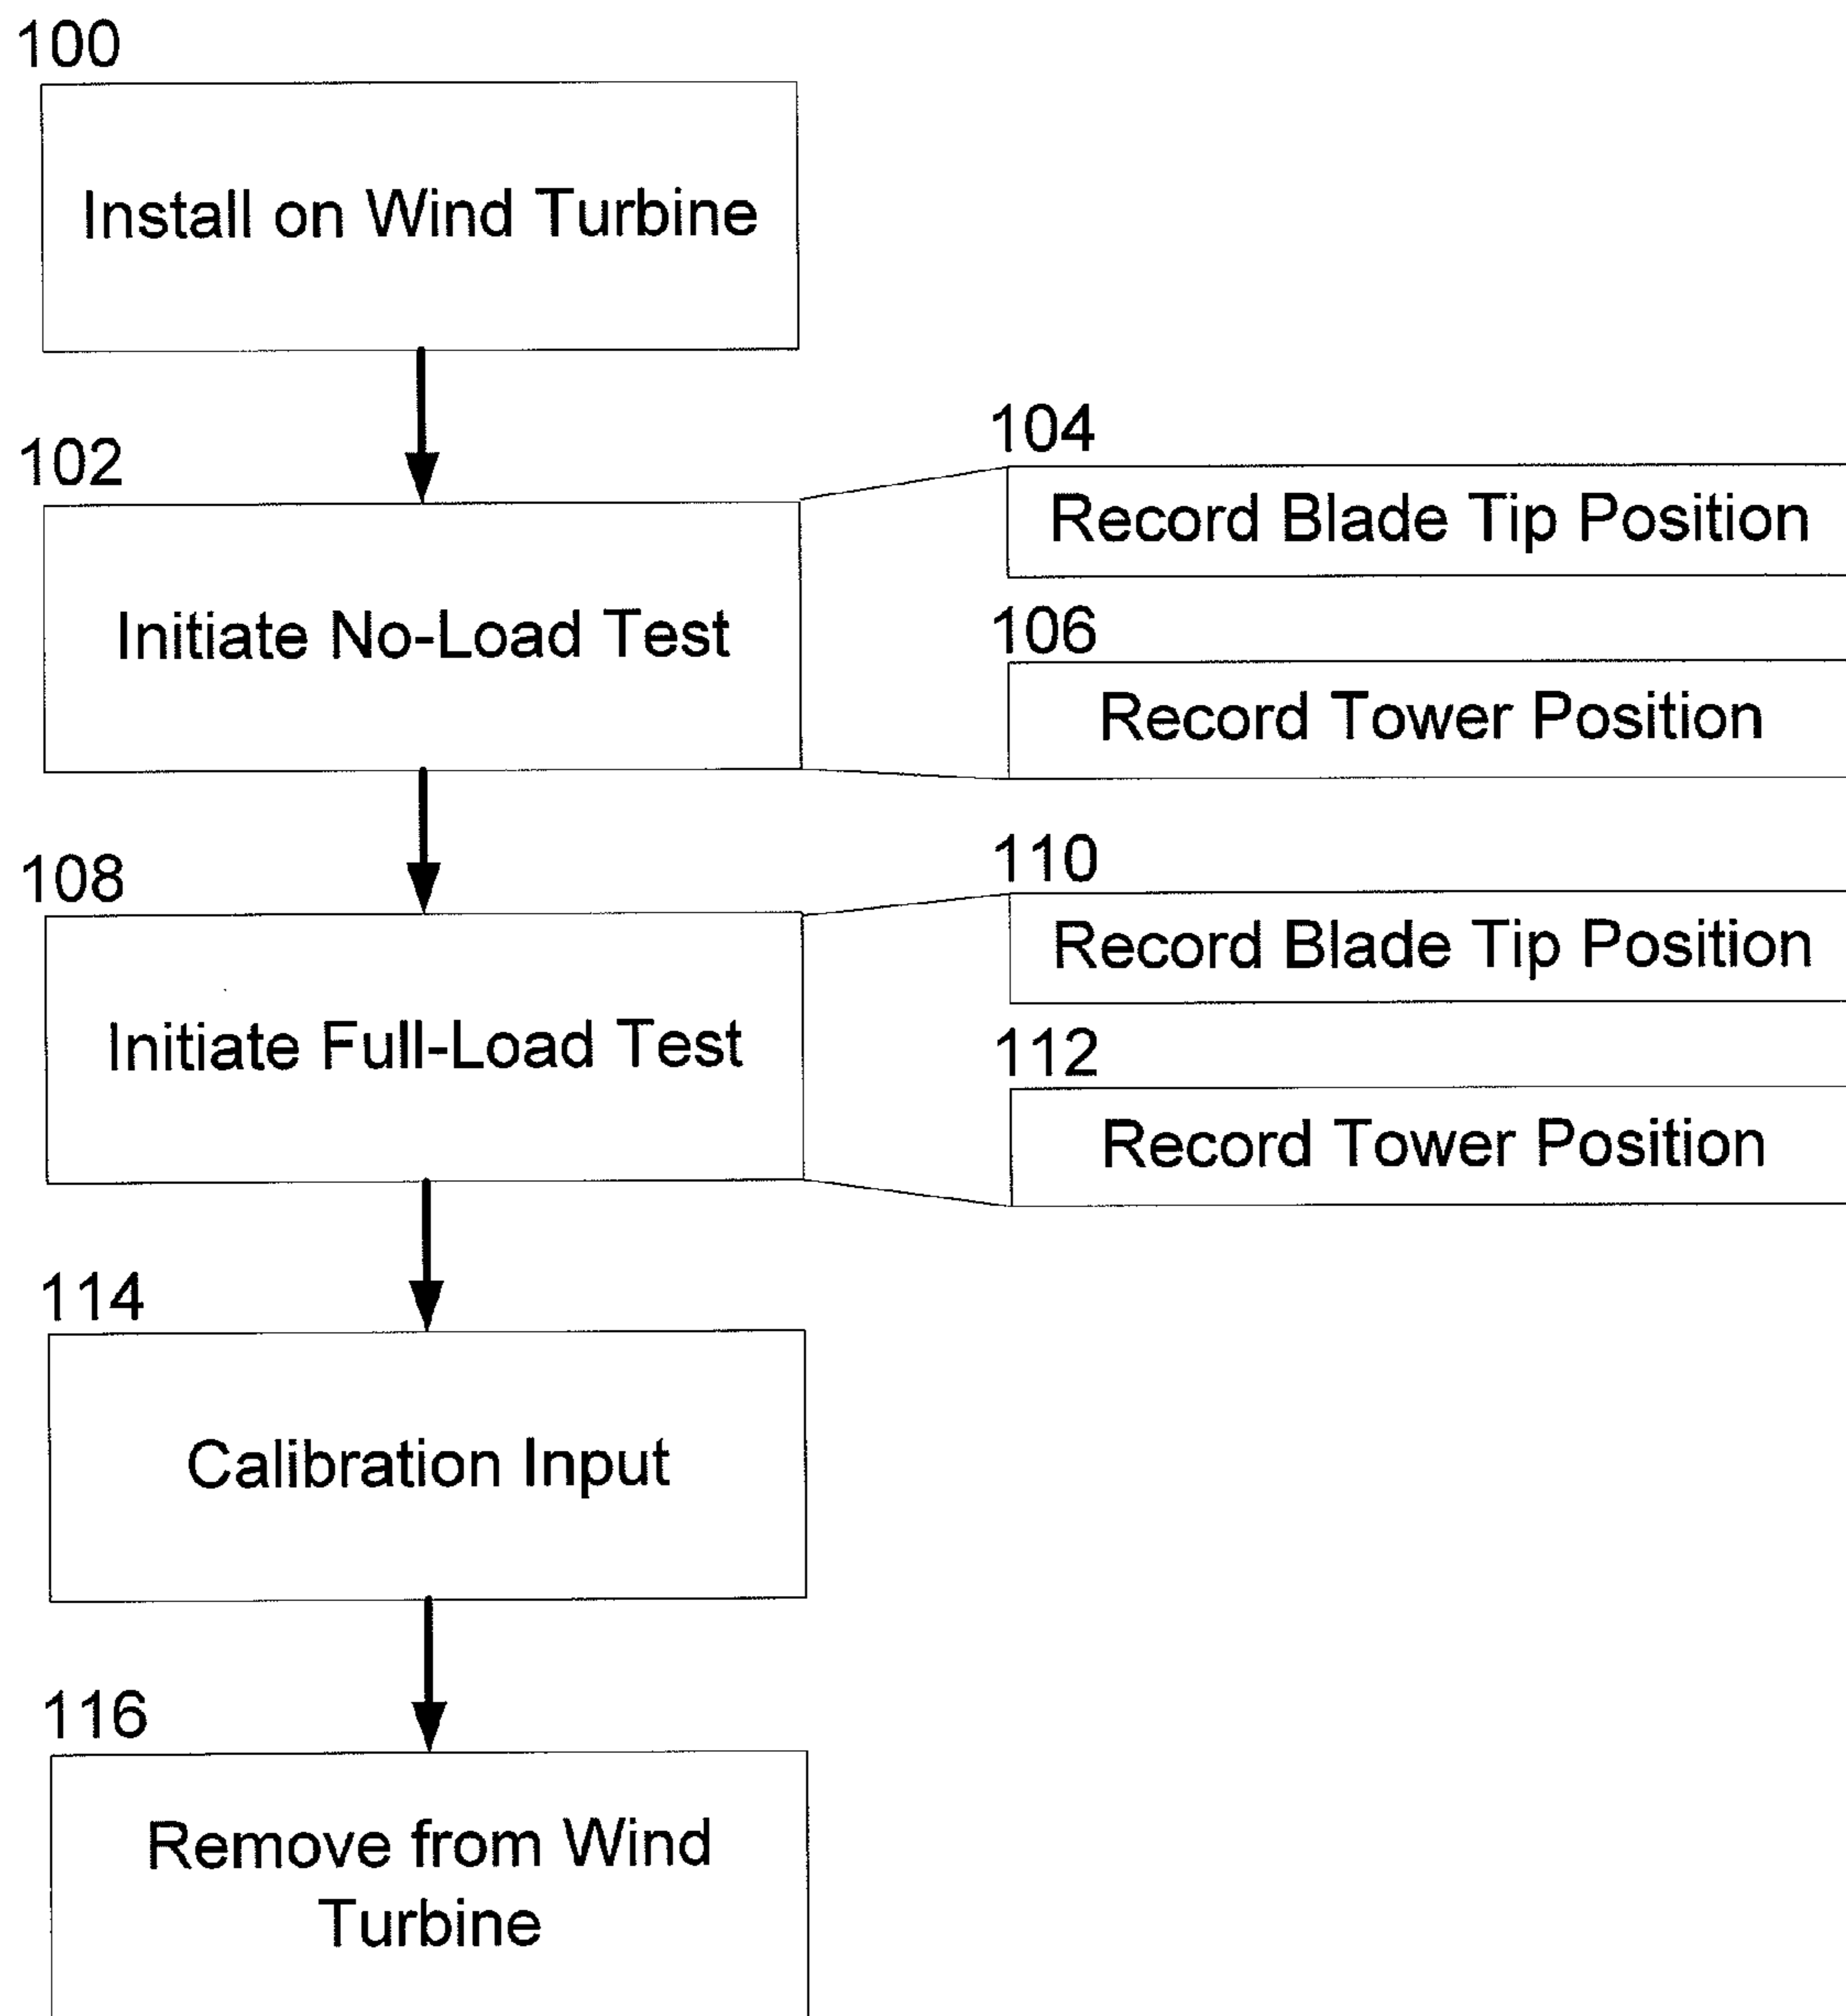 100
Install on Wind Turbine
102
Initiate No-Load Test
104
Record Blade Tip Position
106
Record Tower Position
108
Initiate Full-Load Test
110
Record Blade Tip Position
112
Record Tower Position
114
Calibration Input
116
Remove from Wind
Turbine